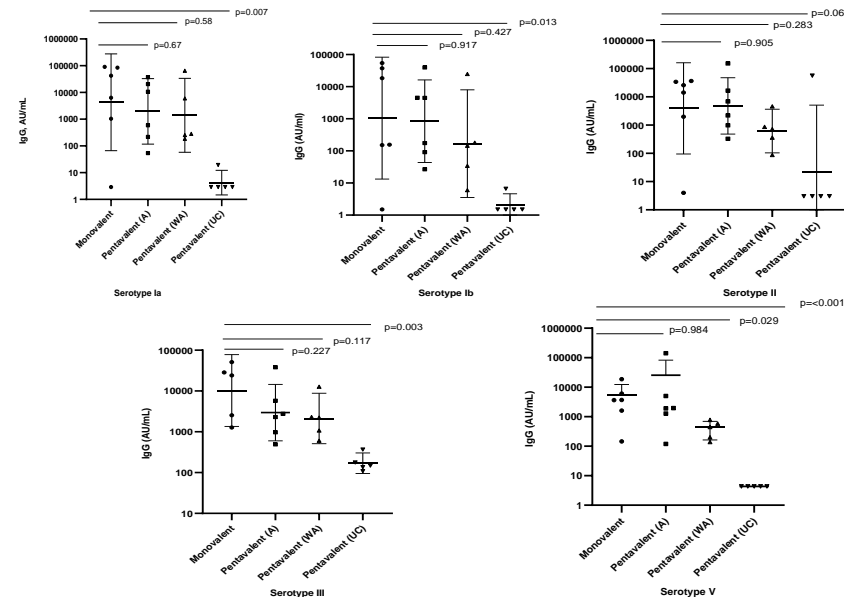 p=0.007
p=0.58
p=0.67
IgG, AU/mL
1000000
100000
10000
1000
100
10
1
Monovalent
Pentavalent (A)
Pentavalent (WA)
Pentavalent (UC)
Serotype Ia
p=0.013
p=0.427
p=0.917
IgG (AU/ml)
100000
10000
1000
100
10
1
Monovalent
Pentavalent (A)
Pentavalent (WA)
Pentavalent (UC)
Serotype Ib
p=0.06
p=0.283
p=0.905
IgG (AU/mL)
1000000
100000
10000
1000
100
10
1
Monovalent
Pentavalent (A)
Pentavalent (WA)
Pentavalent (UC)
Serotype II
p=0.003
p=0.117
p=0.227
IgG (AU/mL)
100000
10000
1000
100
10
Monovalent
Pentavalent (A)
Pentavalent (WA)
Pentavalent (UC)
Serotype III
p=<0.001
p=0.029
p=0.984
IgG (AU/mL)
1000000
100000
10000
1000
100
10
1
Monovalent
Pentavalent (A)
Pentavalent (WA)
Pentavalent (UC)
Serotype V